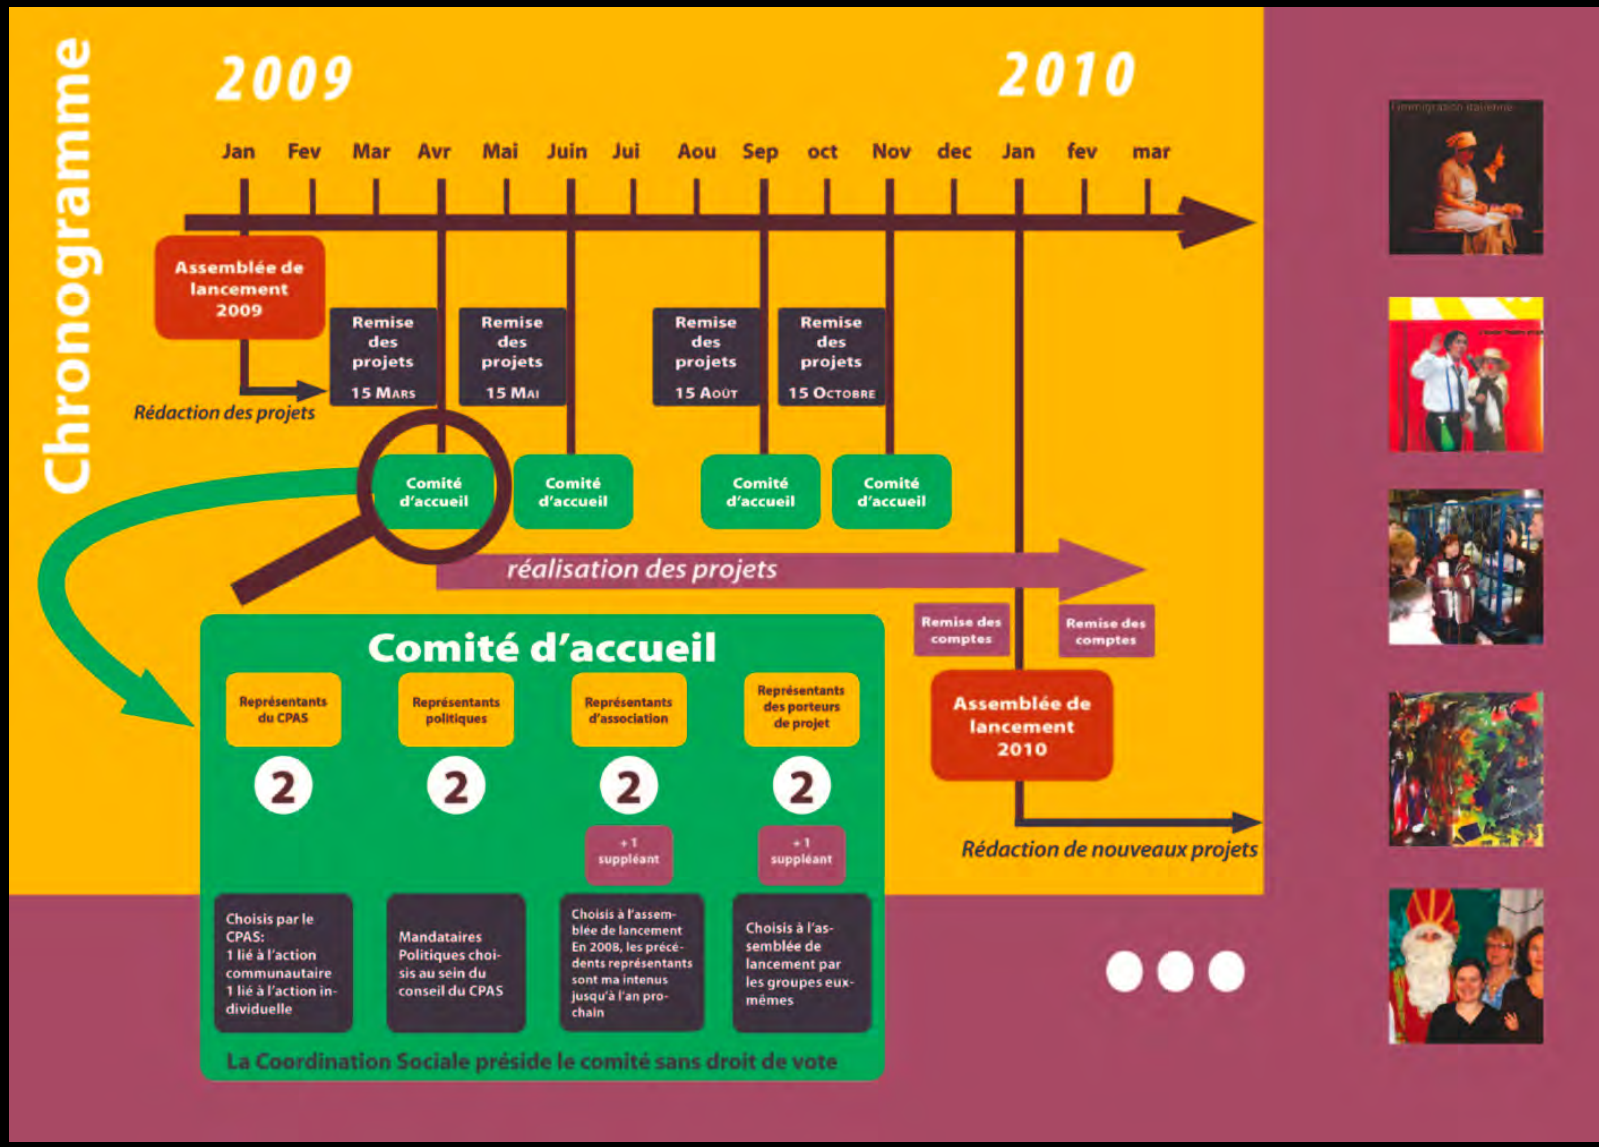 Chronogramme
2009
2010
Jan Fev Mar Avr Mai Juin Jui Aou Sep oct Nov dec Jan fev mar
Assemblée de
lancement
2009
Rédaction des projets
Remise
des
projets
15 Mars
Remise
des
projets
15 Mai
Remise
des
projets
15 Août
Remise
des
projets
15 Octobre
Comité
d'accueil
Comité
d'accueil
Comité
d'accueil
Comité
d'accueil
réalisation des projets
Remise des
comptes
Remise des
comptes
Assemblée de
lancement
2010
Rédaction de nouveaux projets
Comité d'accueil
Représentants
du CPAS
2
Choisis par le
CPAS:
1 lié à l'action
communautaire
1 lié à l'action in-
dividuelle
Représentants
politiques
2
Mandataires
Politiques choi-
sis au sein du
conseil du CPAS
Représentants
d'association
2
+ 1
suppléant
Choisis à l'assem-
blée de lancement
En 2008, les précé-
dents représentants
sont ma intenus
jusqu'à l'an pro-
chain
Représentants
des porteurs
de projet
2
+ 1
suppléant
Choisis à l'as-
semblée de
lancement par
les groupes eux-
mêmes
La Coordination Sociale préside le comité sans droit de vote
l'immigration italienne